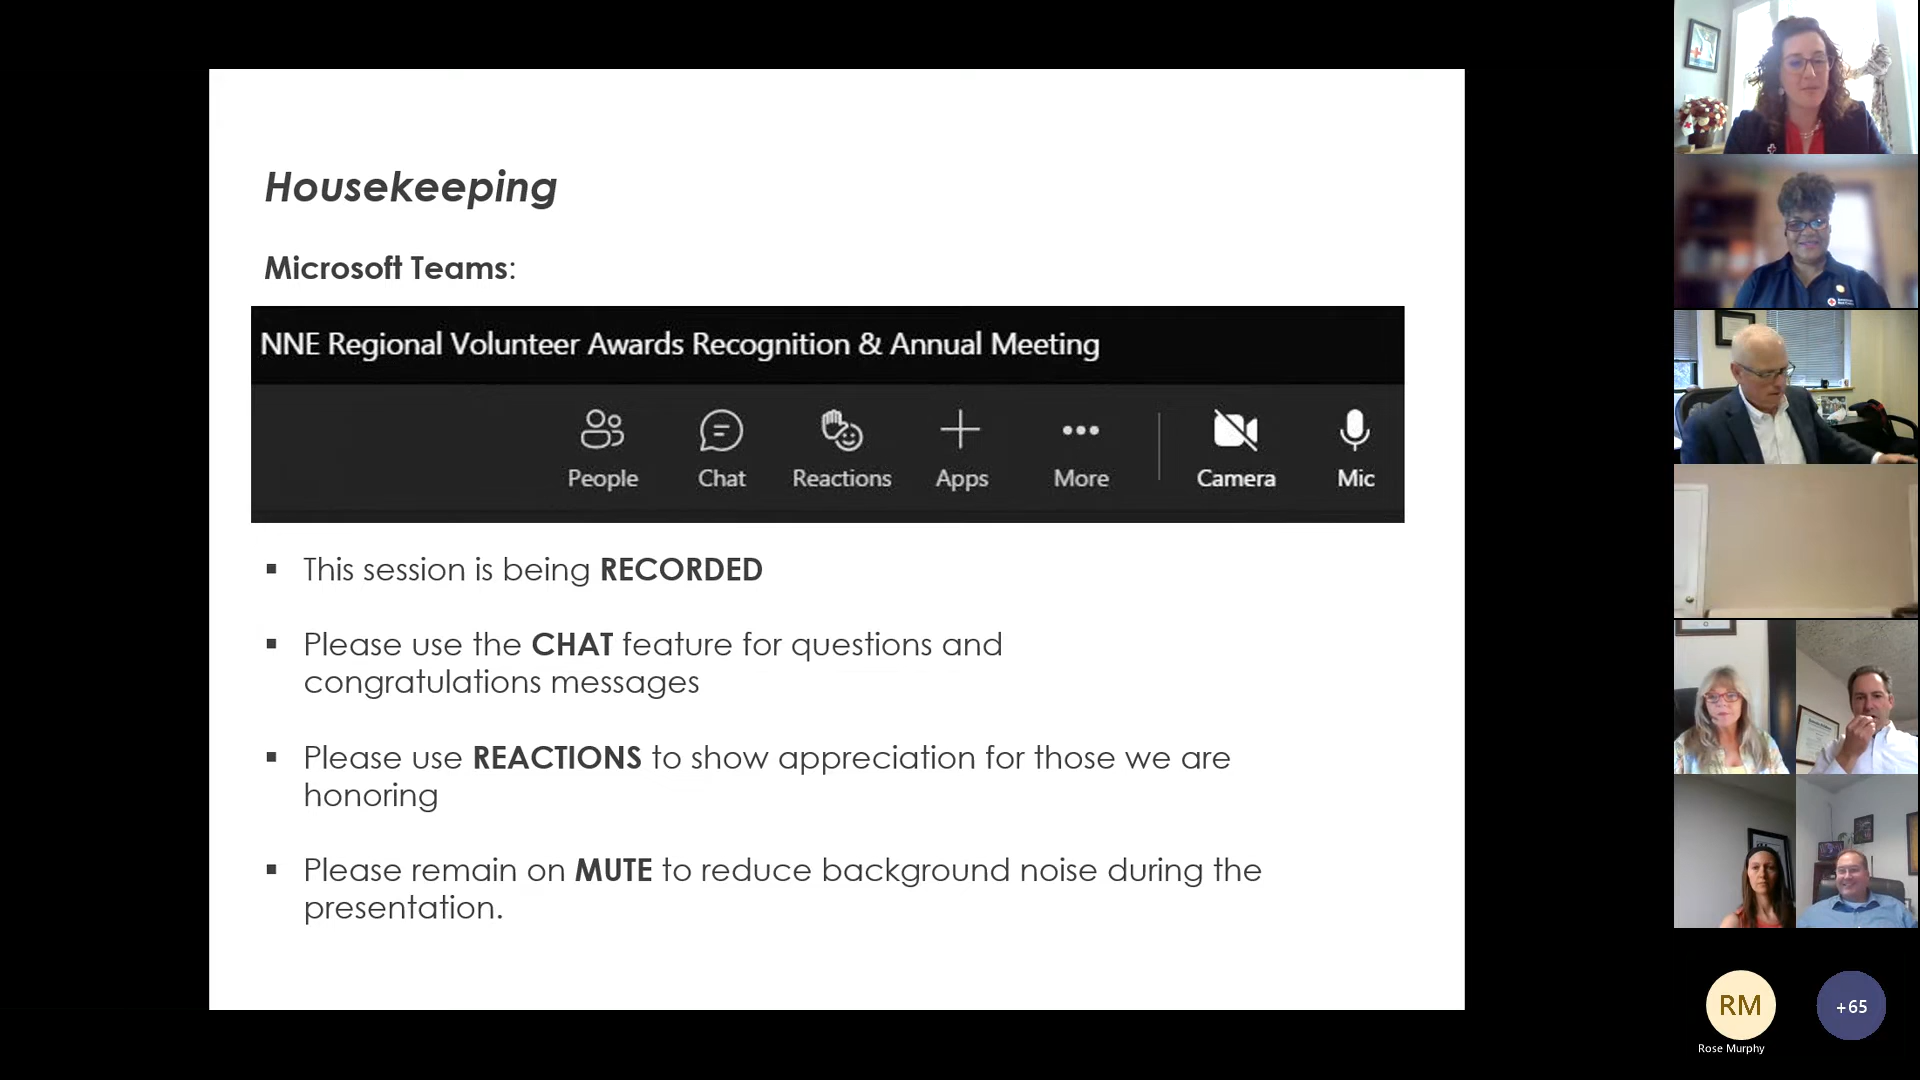 Housekeeping
Microsoft Teams:
NNE Regional Volunteer Awards Recognition & Annual Meeting
People
Chat
Reactions
Apps
More
Camera
Mic
▪ This session is being RECORDED
▪ Please use the CHAT feature for questions and
congratulations messages
▪ Please use REACTIONS to show appreciation for those we are
honoring
▪ Please remain on MUTE to reduce background noise during the
presentation.
RM
+65
Rose Murphy